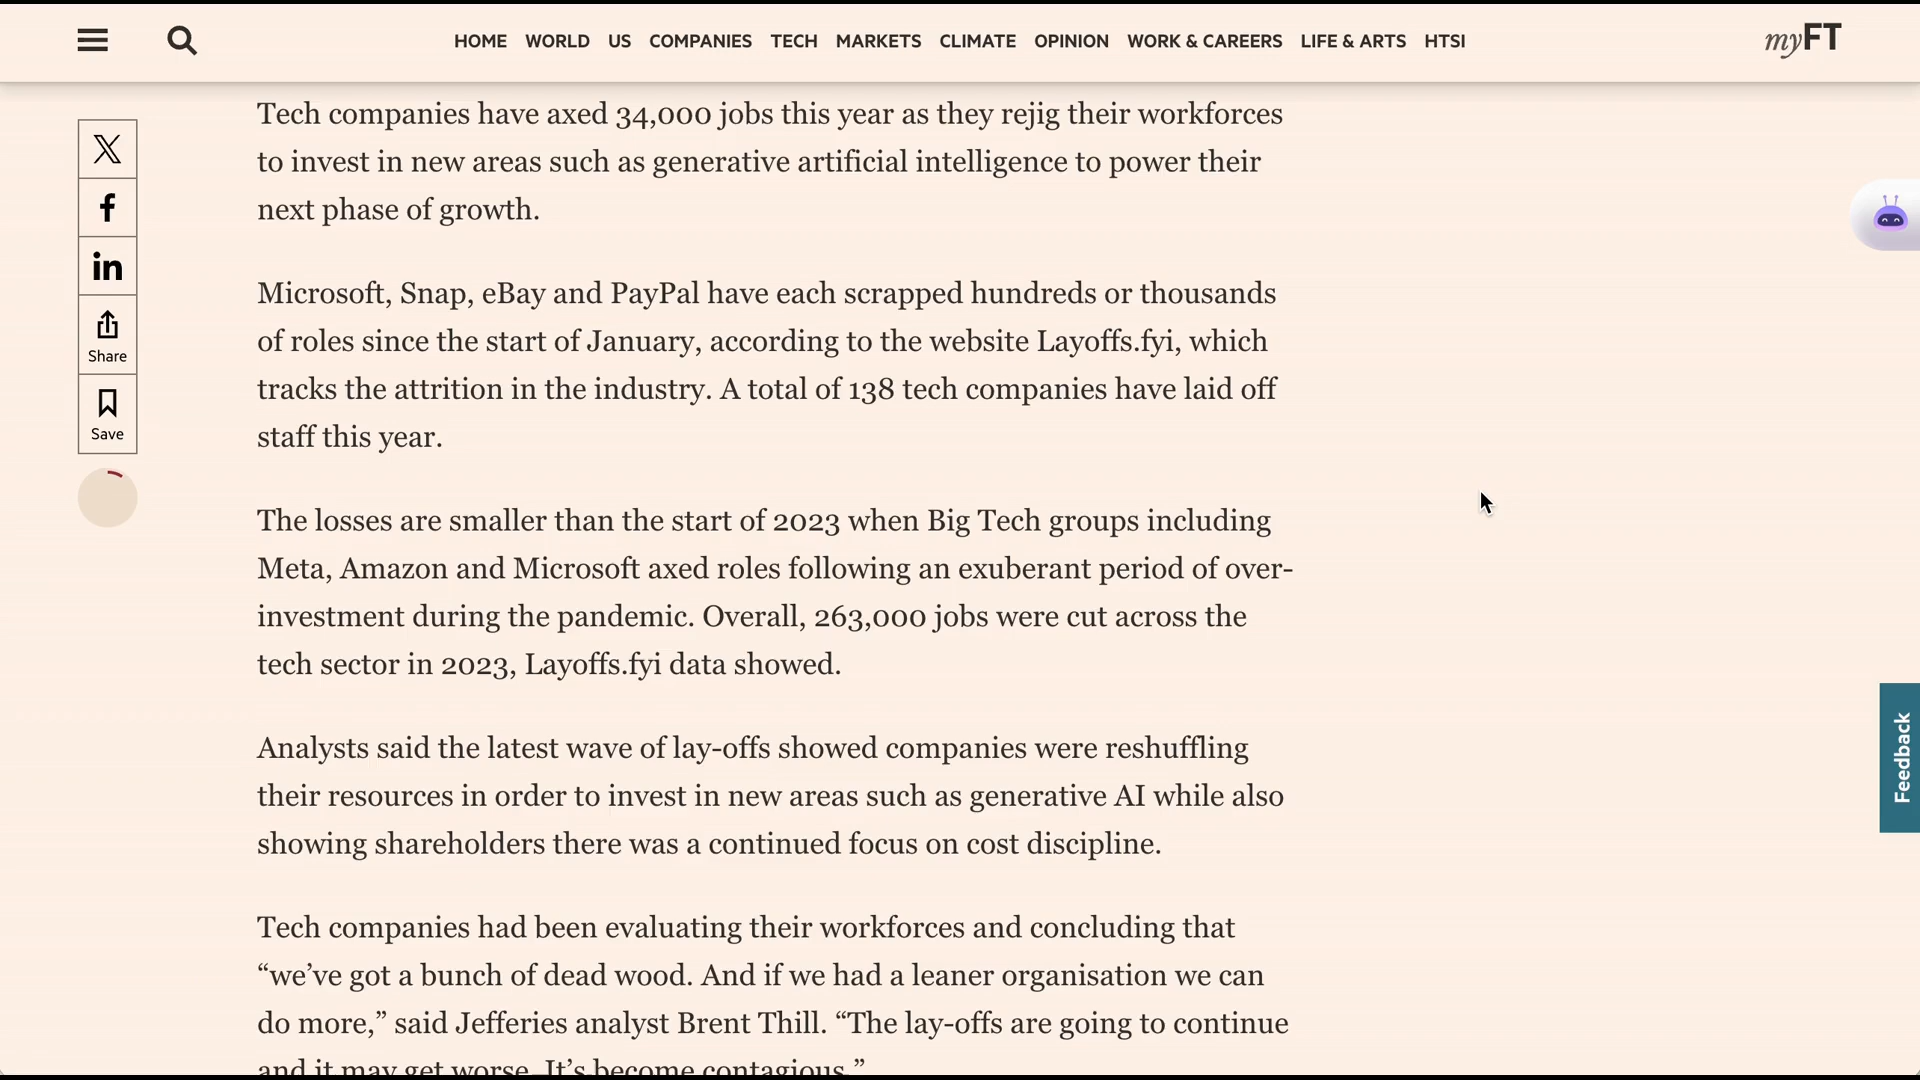 HOME WORLD US COMPANIES TECH MARKETS CLIMATE OPINION WORK & CAREERS LIFE & ARTS HTSI
myFT
Tech companies have axed 34,000 jobs this year as they rejig their workforces
to invest in new areas such as generative artificial intelligence to power their
next phase of growth.
Microsoft, Snap, eBay and PayPal have each scrapped hundreds or thousands
of roles since the start of January, according to the website Layoffs.fyi, which
tracks the attrition in the industry. A total of 138 tech companies have laid off
staff this year.
The losses are smaller than the start of 2023 when Big Tech groups including
Meta, Amazon and Microsoft axed roles following an exuberant period of over-
investment during the pandemic. Overall, 263,000 jobs were cut across the
tech sector in 2023, Layoffs.fyi data showed.
Analysts said the latest wave of lay-offs showed companies were reshuffling
their resources in order to invest in new areas such as generative AI while also
showing shareholders there was a continued focus on cost discipline.
Tech companies had been evaluating their workforces and concluding that
“we’ve got a bunch of dead wood. And if we had a leaner organisation we can
do more,” said Jefferies analyst Brent Thill. “The lay-offs are going to continue
and it may get worse. It’s become contagious.”
X
f
in
Share
Save
Feedback